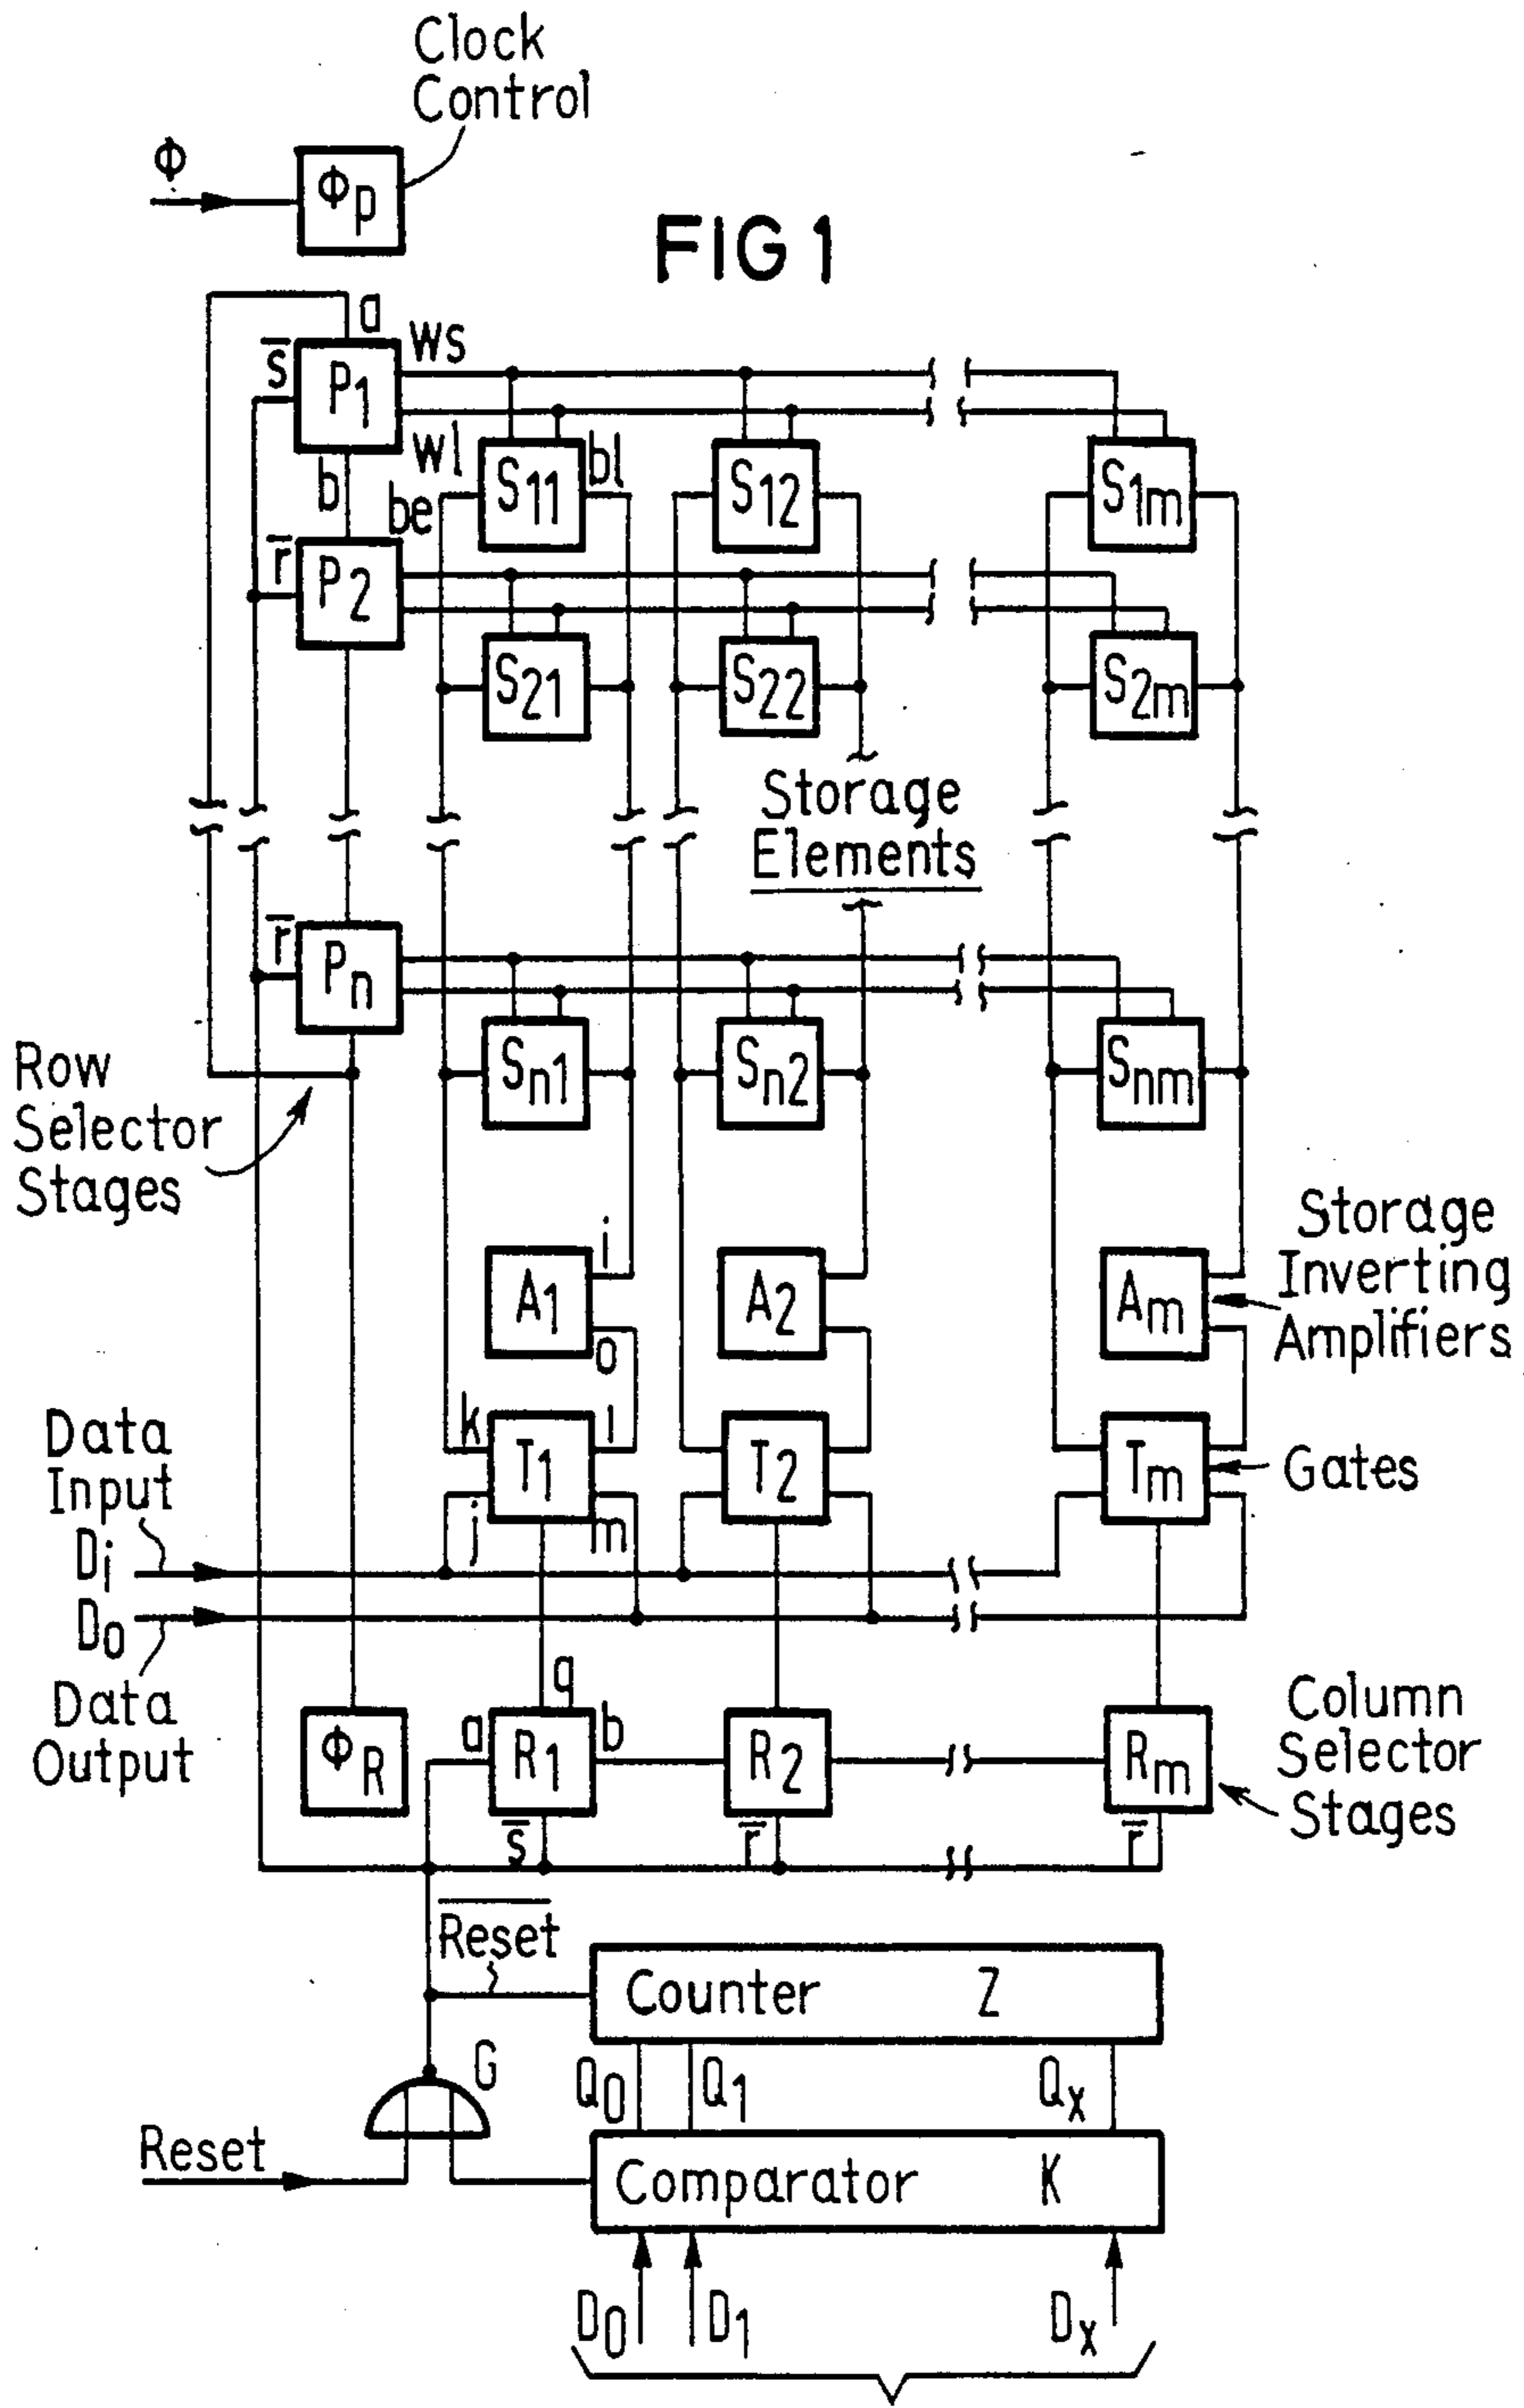 Clock
Control
Φ
Φp
FIG 1
a
s̅
P1
ws
wl
b
be
S11
bl
S12
S1m
r̅
P2
S21
S22
S2m
Storage
Elements
r̅
Pn
Sn1
Sn2
Snm
Row
Selector
Stages
i
A1
o
A2
Am
Storage
Inverting
Amplifiers
Data
Input
k
T1
l
j
m
T2
Tm
Gates
Di
Do
Data
Output
q
ΦR
a
R1
b
s̅
R2
r̅
Rm
r̅
Column
Selector
Stages
R̅e̅s̅e̅t̅
Counter Z
G
Q0
Q1
Qx
Reset
Comparator K
D0
D1
Dx